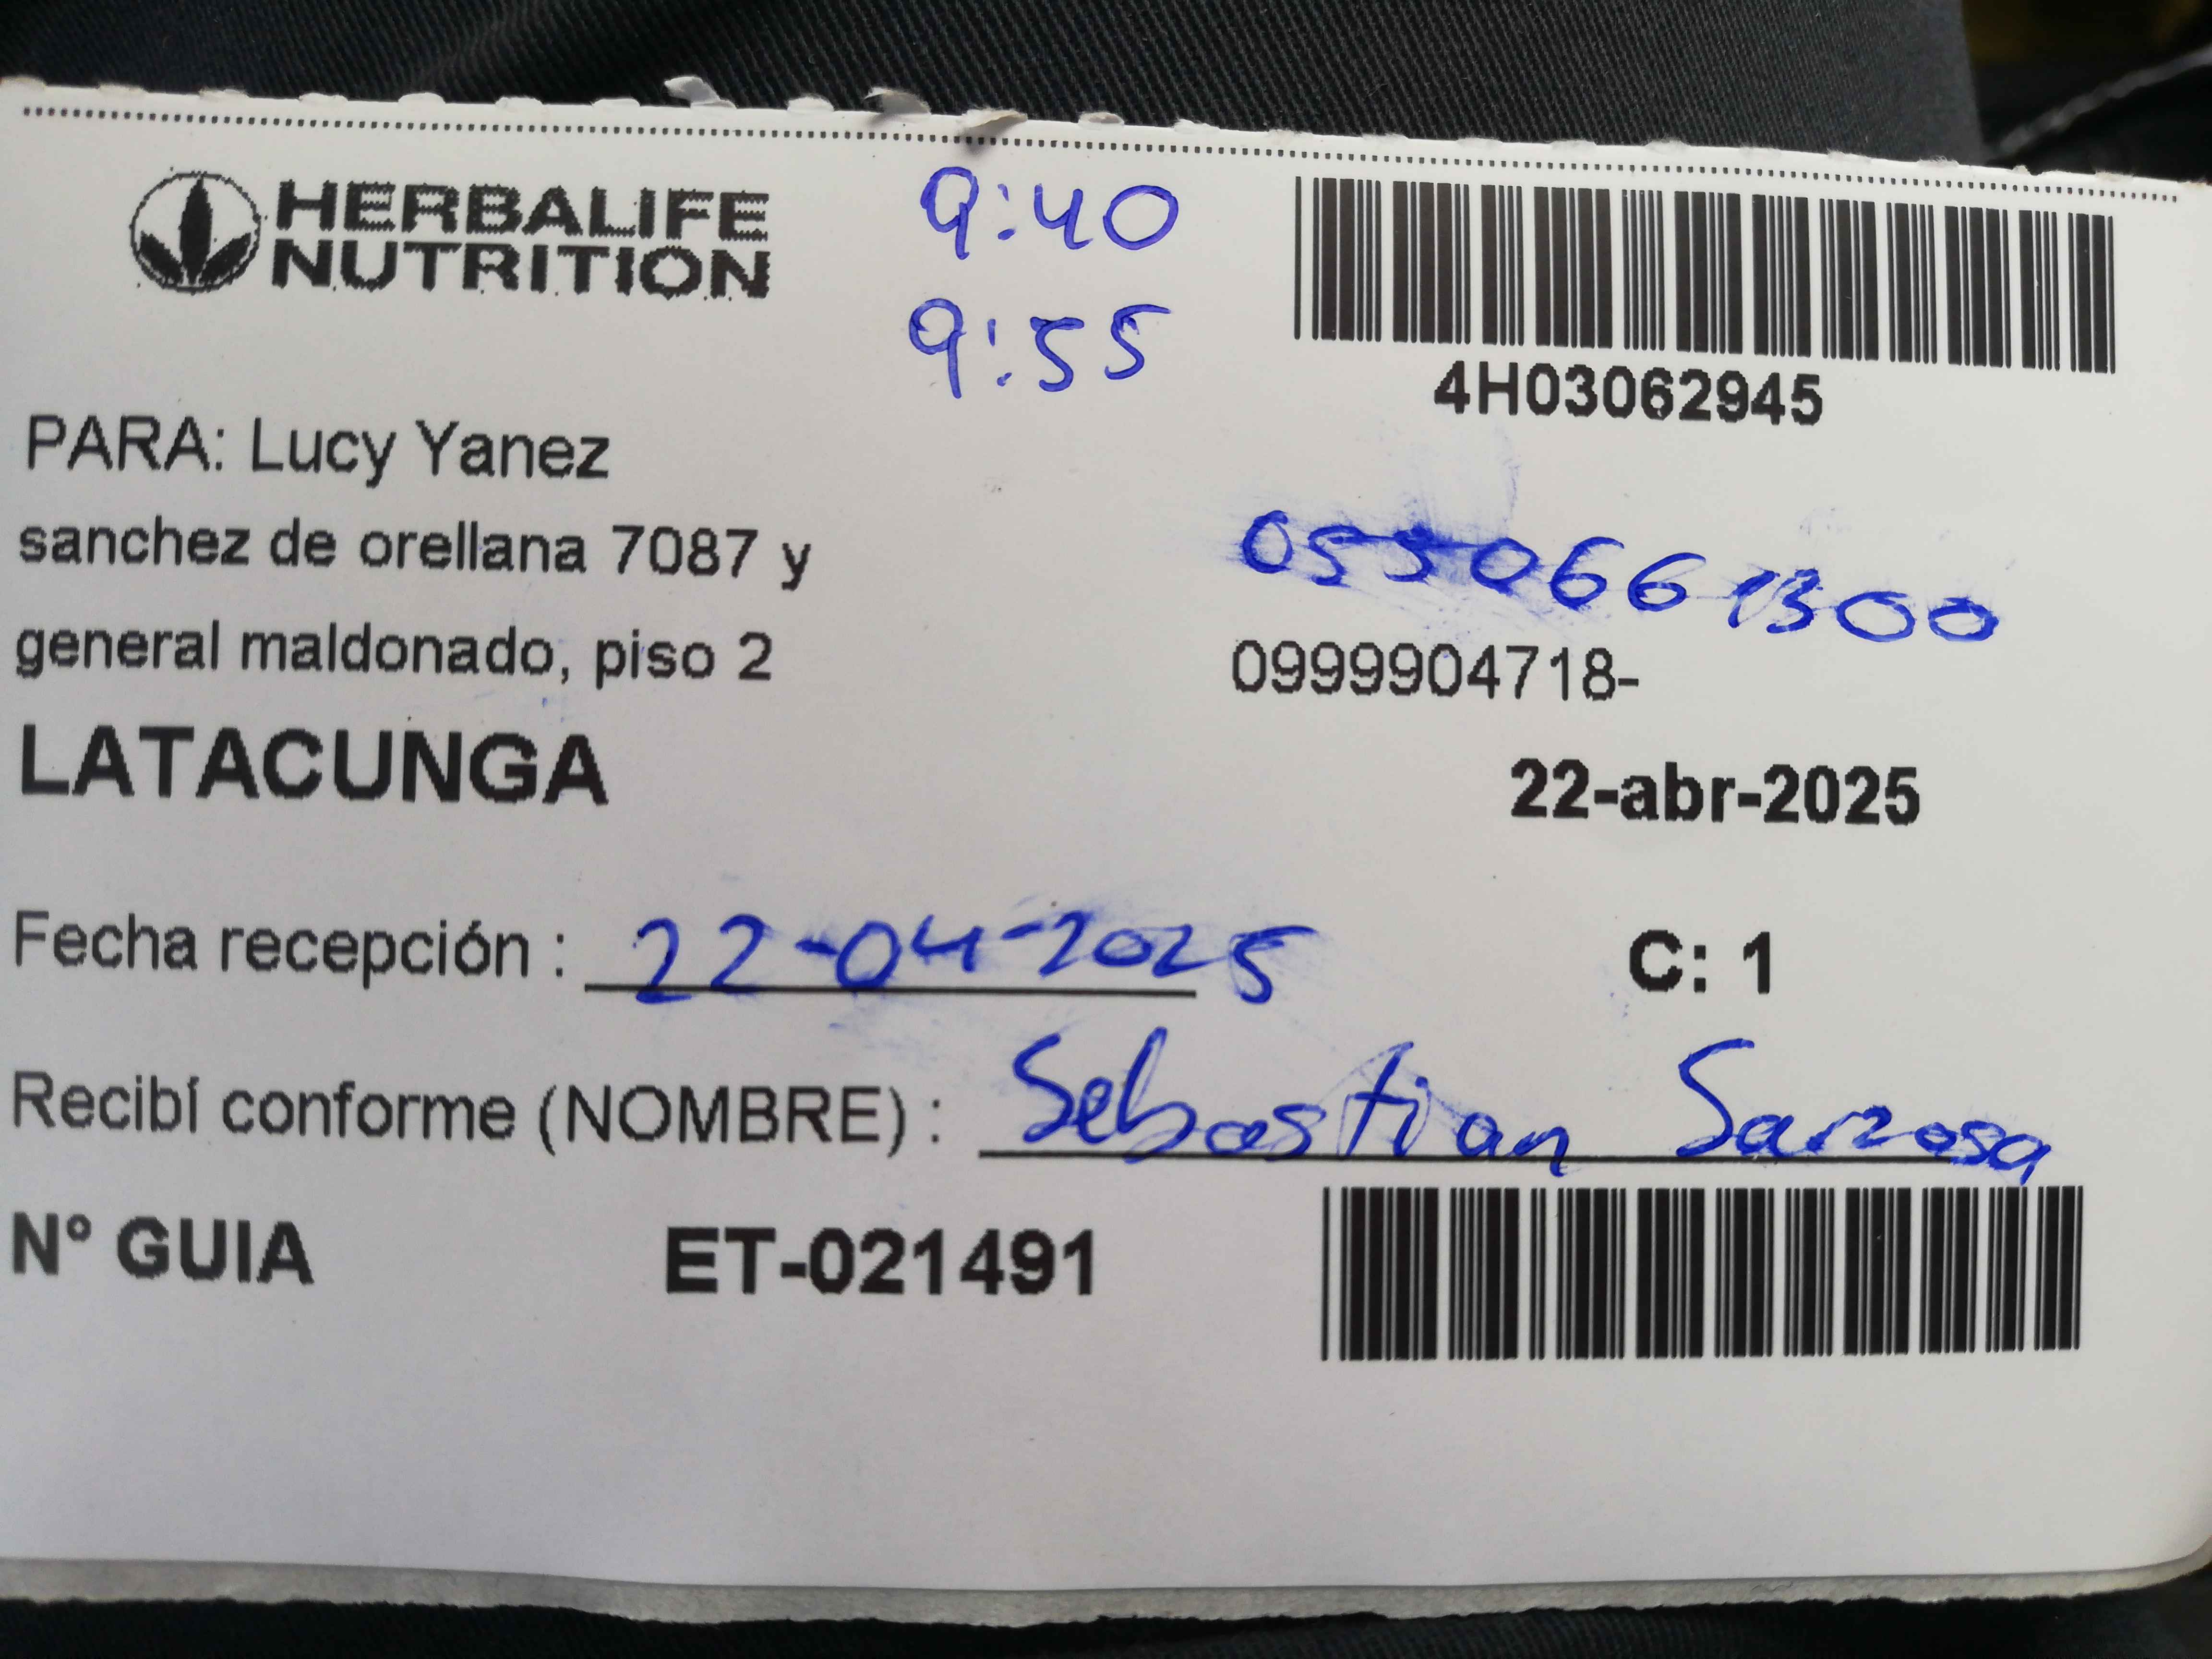 HERBALIFE
NUTRITION
9:40
9:55
4H03062945
PARA: Lucy Yanez
sanchez de orellana 7087 y
general maldonado, piso 2
0550661300
0999904718-
LATACUNGA
22-abr-2025
Fecha recepción : 22-04-2025
C: 1
Recibí conforme (NOMBRE) : Sebastian Sarzosa
N° GUIA ET-021491